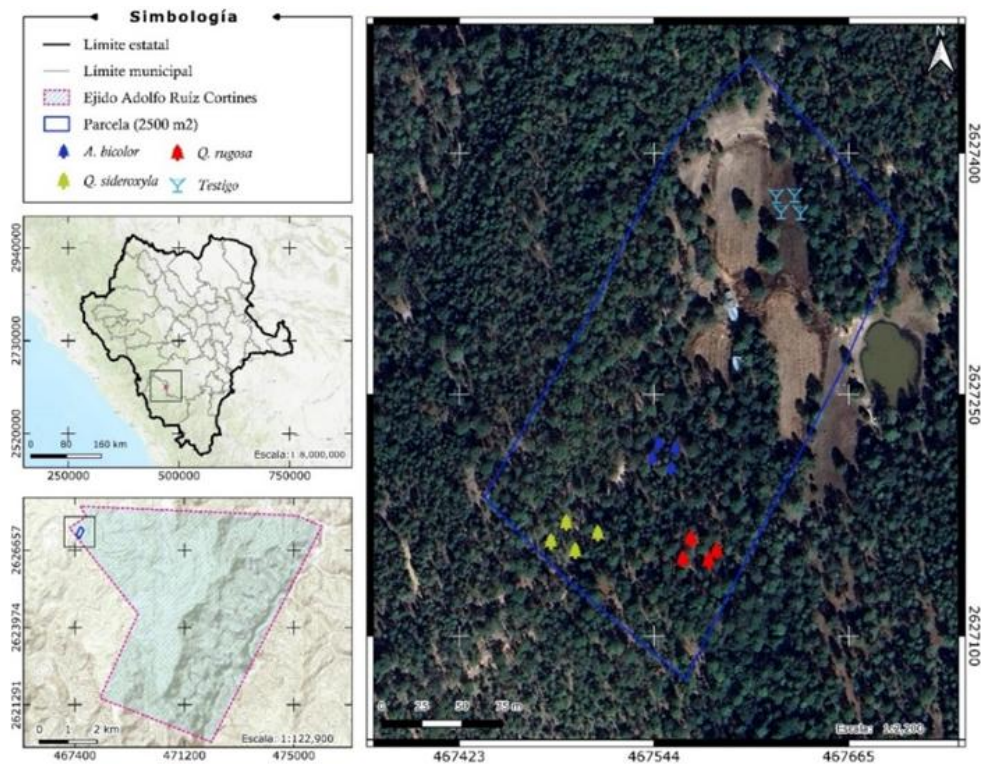 Simbología
Límite estatal
Límite municipal
Ejido Adolfo Ruíz Cortines
Parcela (2500 m2)
A. bicolor
Q. rugosa
Q. sideroxyla
Testigo
2940000
2730000
2520000
0 80 160 km
Escala: 1:8,000,000
250000 500000 750000
2626657
2623974
2621291
0 1 2 km
Escala: 1:122,900
467400 471200 475000
N
2627400
2627250
2627100
0 25 50 75 m
Escala: 1:2,200
467423 467544 467665